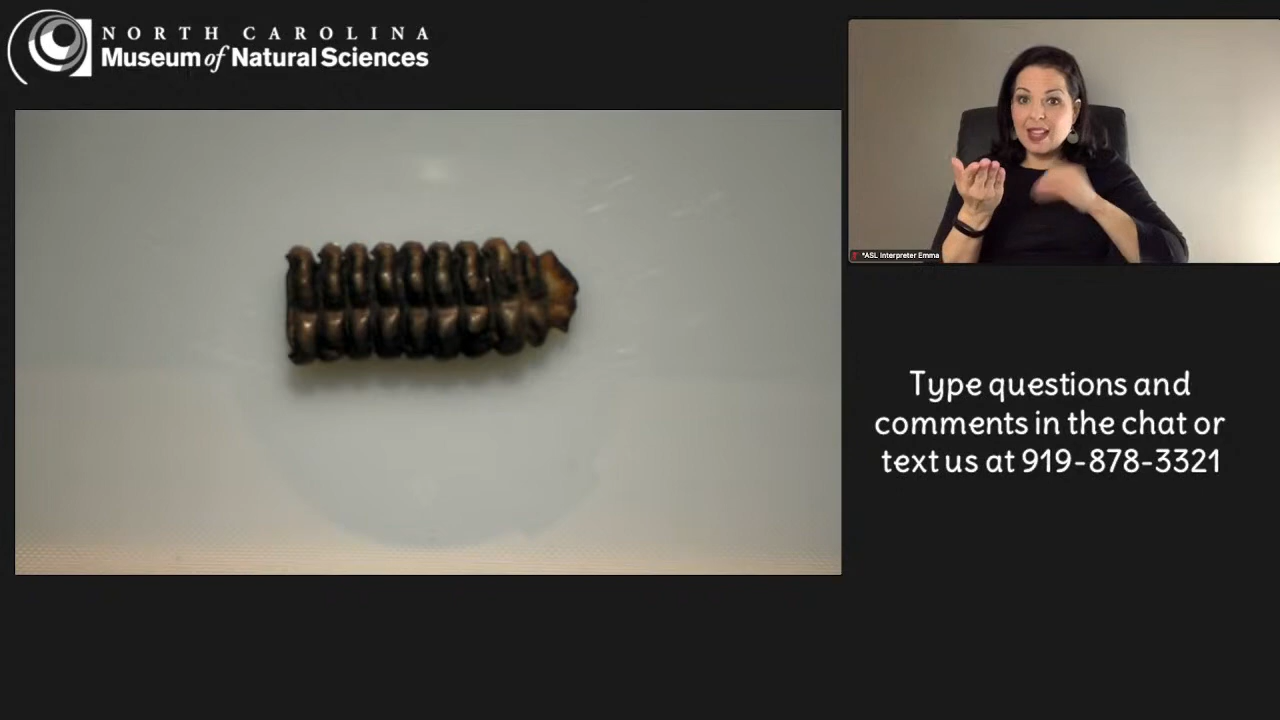 NORTH CAROLINA
Museum of Natural Sciences
*ASL Interpreter Emma
Type questions and
comments in the chat or
text us at 919-878-3321